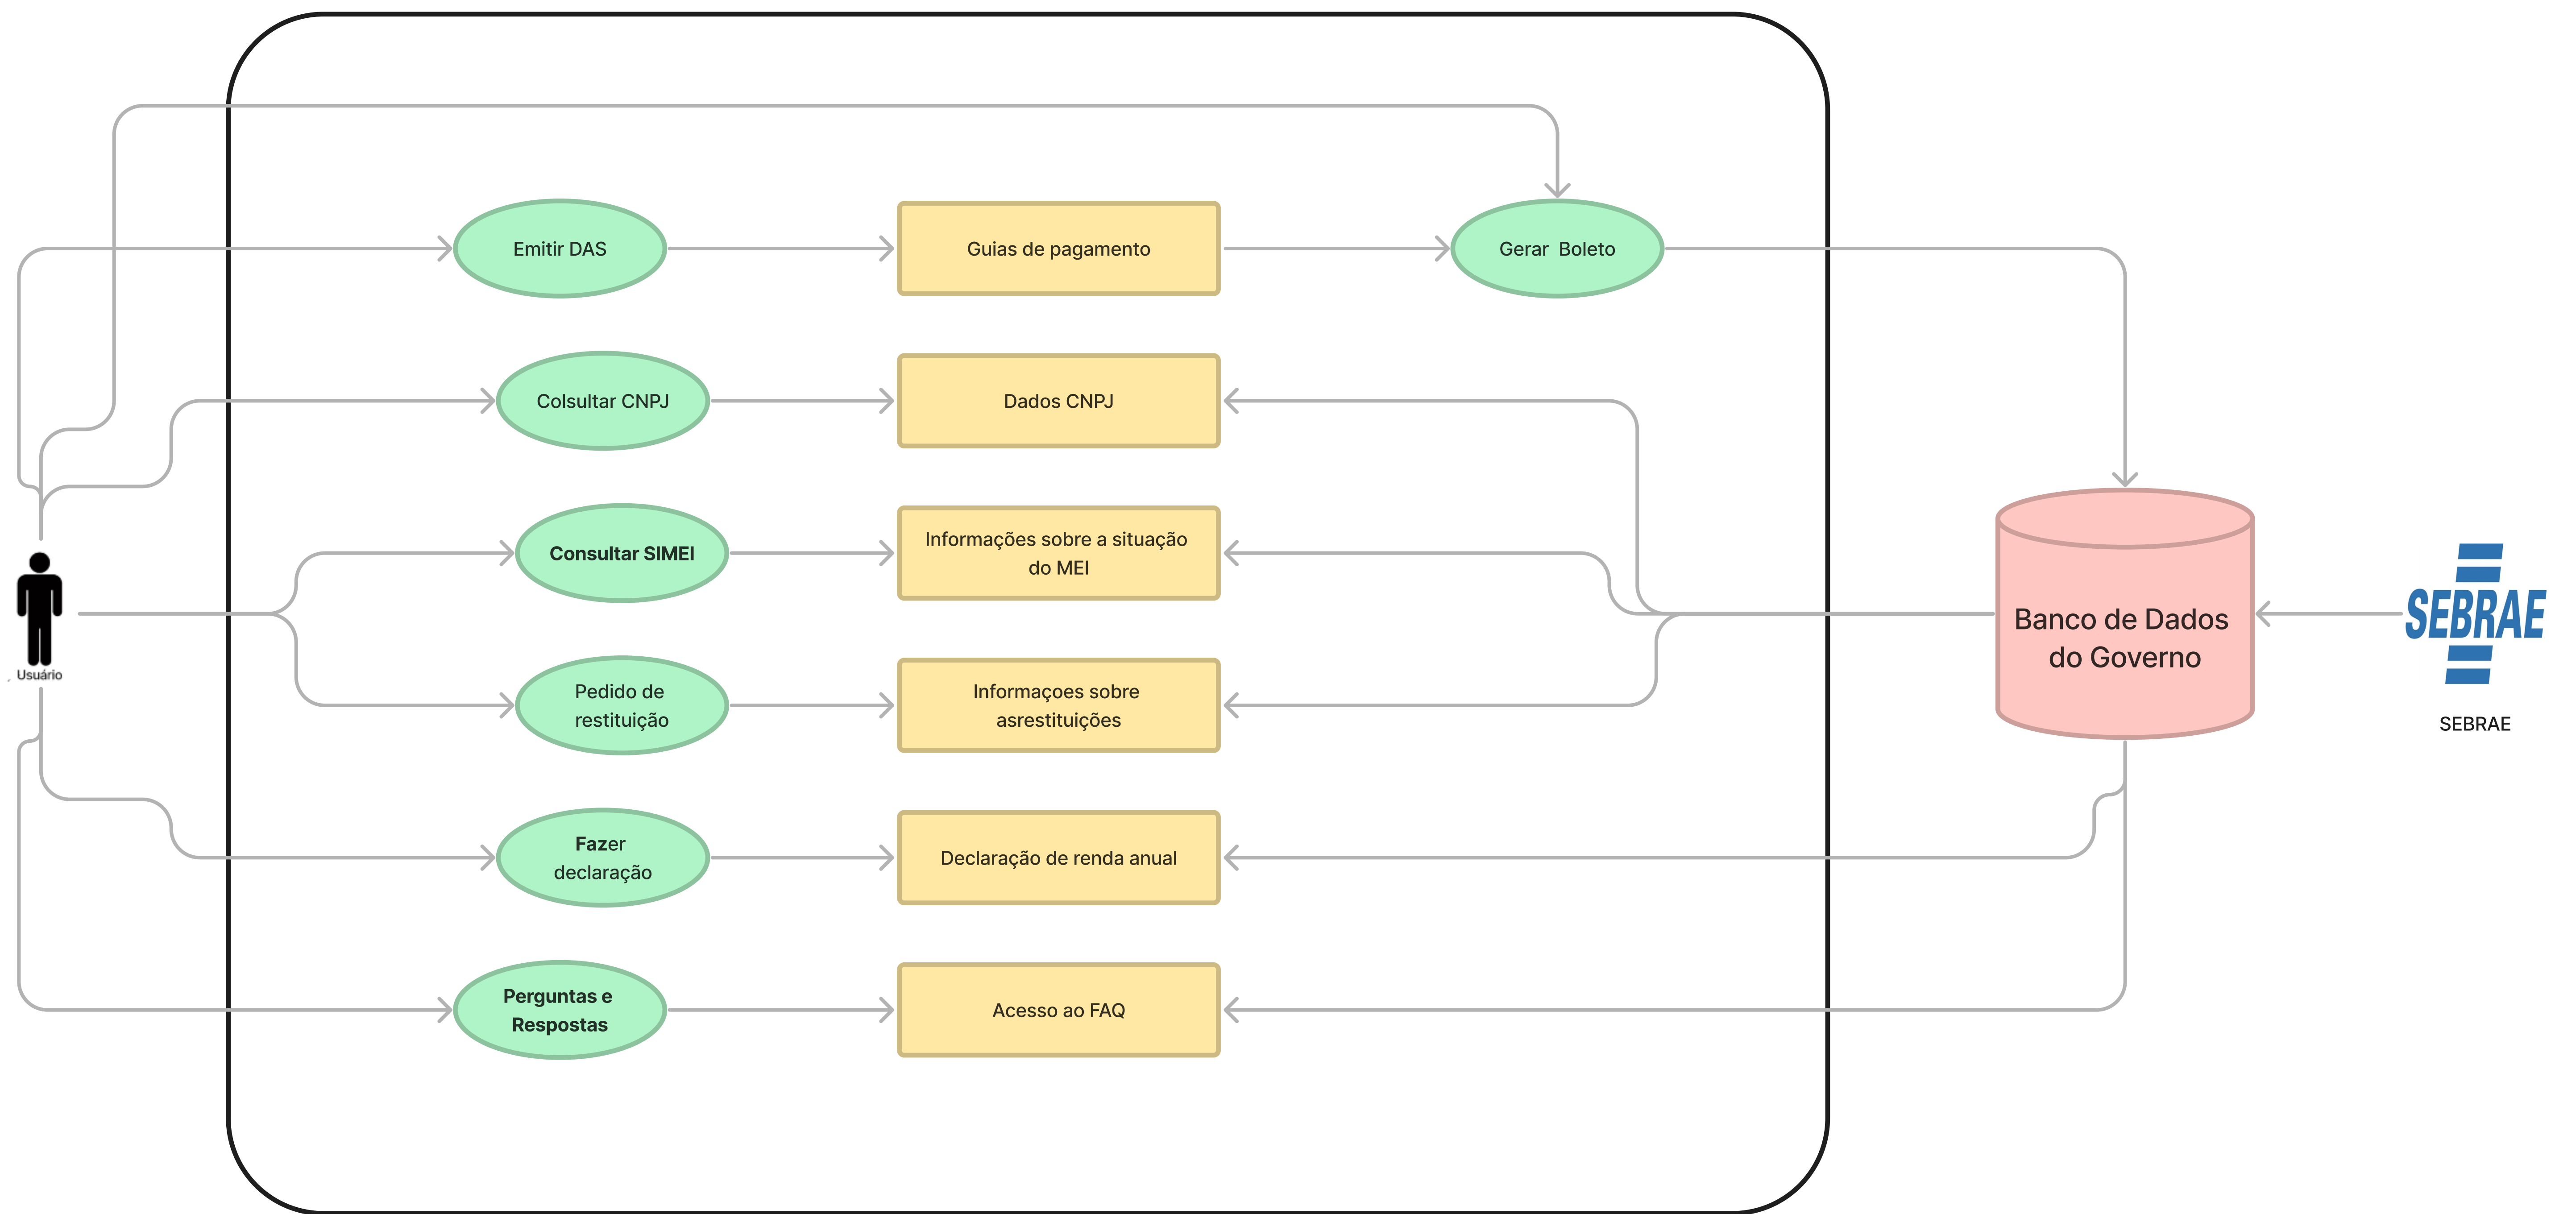 Emitir DAS
Guias de pagamento
Gerar Boleto
Colsultar CNPJ
Dados CNPJ
Consultar SIMEI
Informações sobre a situação
do MEI
Usuário
Pedido de
restituição
Informaçoes sobre
asrestituições
Fazer
declaração
Declaração de renda anual
Perguntas e
Respostas
Acesso ao FAQ
Banco de Dados
do Governo
SEBRAE
SEBRAE